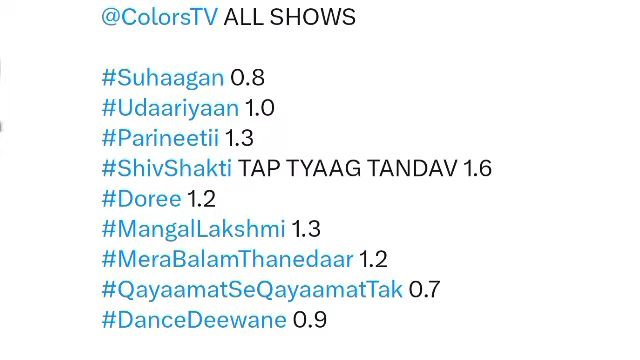 @ColorsTV ALL SHOWS
#Suhaagan 0.8
#Udaariyaan 1.0
#Parineetii 1.3
#ShivShakti TAP TYAAG TANDAV 1.6
#Doree 1.2
#MangalLakshmi 1.3
#MeraBalamThanedaar 1.2
#QayaamatSeQayaamatTak 0.7
#DanceDeewane 0.9